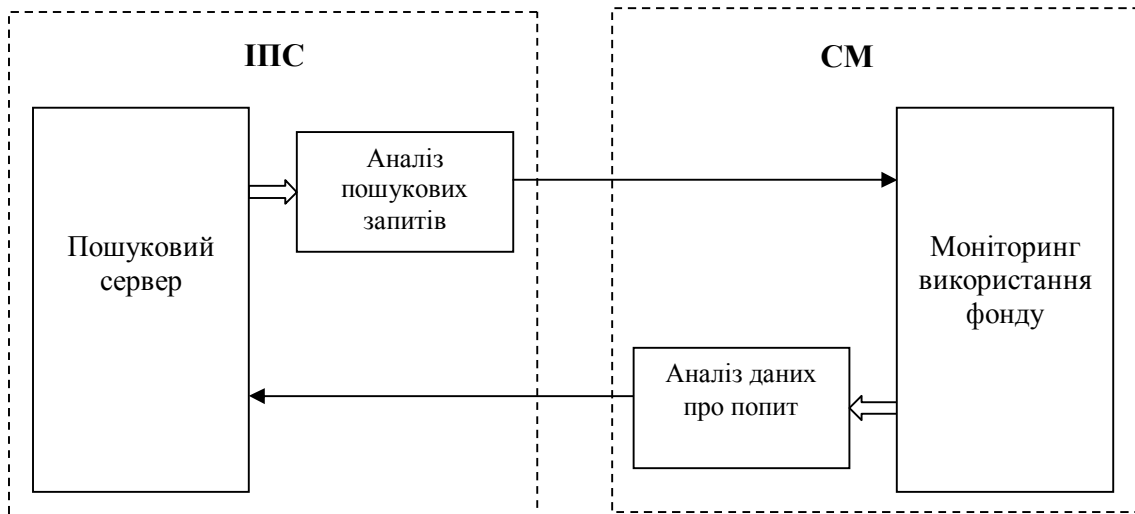 ІПС
СМ
Пошуковий
сервер
Аналіз
пошукових
запитів
Моніторинг
використання
фонду
Аналіз даних
про попит